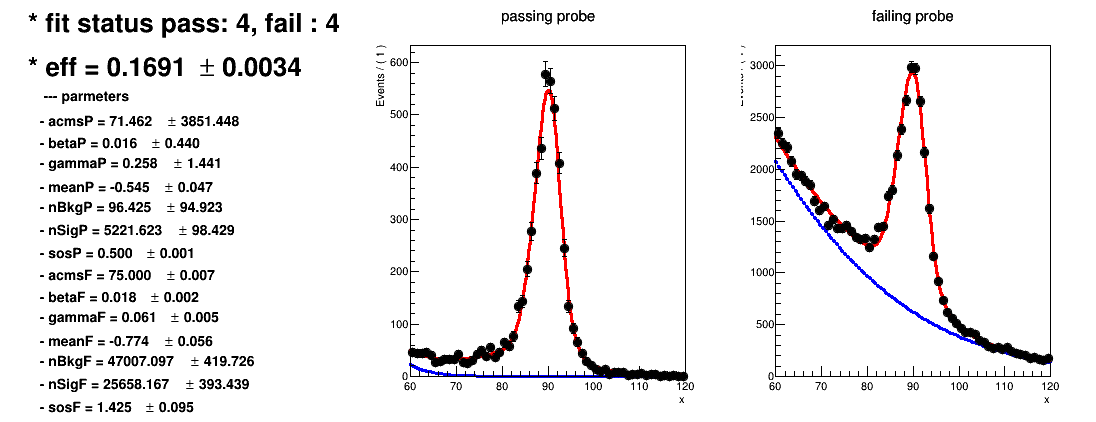 * fit status pass: 4, fail : 4
* eff = 0.1691 ± 0.0034
--- parmeters
- acmsP = 71.462 ± 3851.448
- betaP = 0.016 ± 0.440
- gammaP = 0.258 ± 1.441
- meanP = -0.545 ± 0.047
- nBkgP = 96.425 ± 94.923
- nSigP = 5221.623 ± 98.429
- sosP = 0.500 ± 0.001
- acmsF = 75.000 ± 0.007
- betaF = 0.018 ± 0.002
- gammaF = 0.061 ± 0.005
- meanF = -0.774 ± 0.056
- nBkgF = 47007.097 ± 419.726
- nSigF = 25658.167 ± 393.439
- sosF = 1.425 ± 0.095
passing probe
Events / ( 1 )
600
500
400
300
200
100
0
60 70 80 90 100 110 120
x
failing probe
3000
2500
2000
1500
1000
500
0
60 70 80 90 100 110 120
x